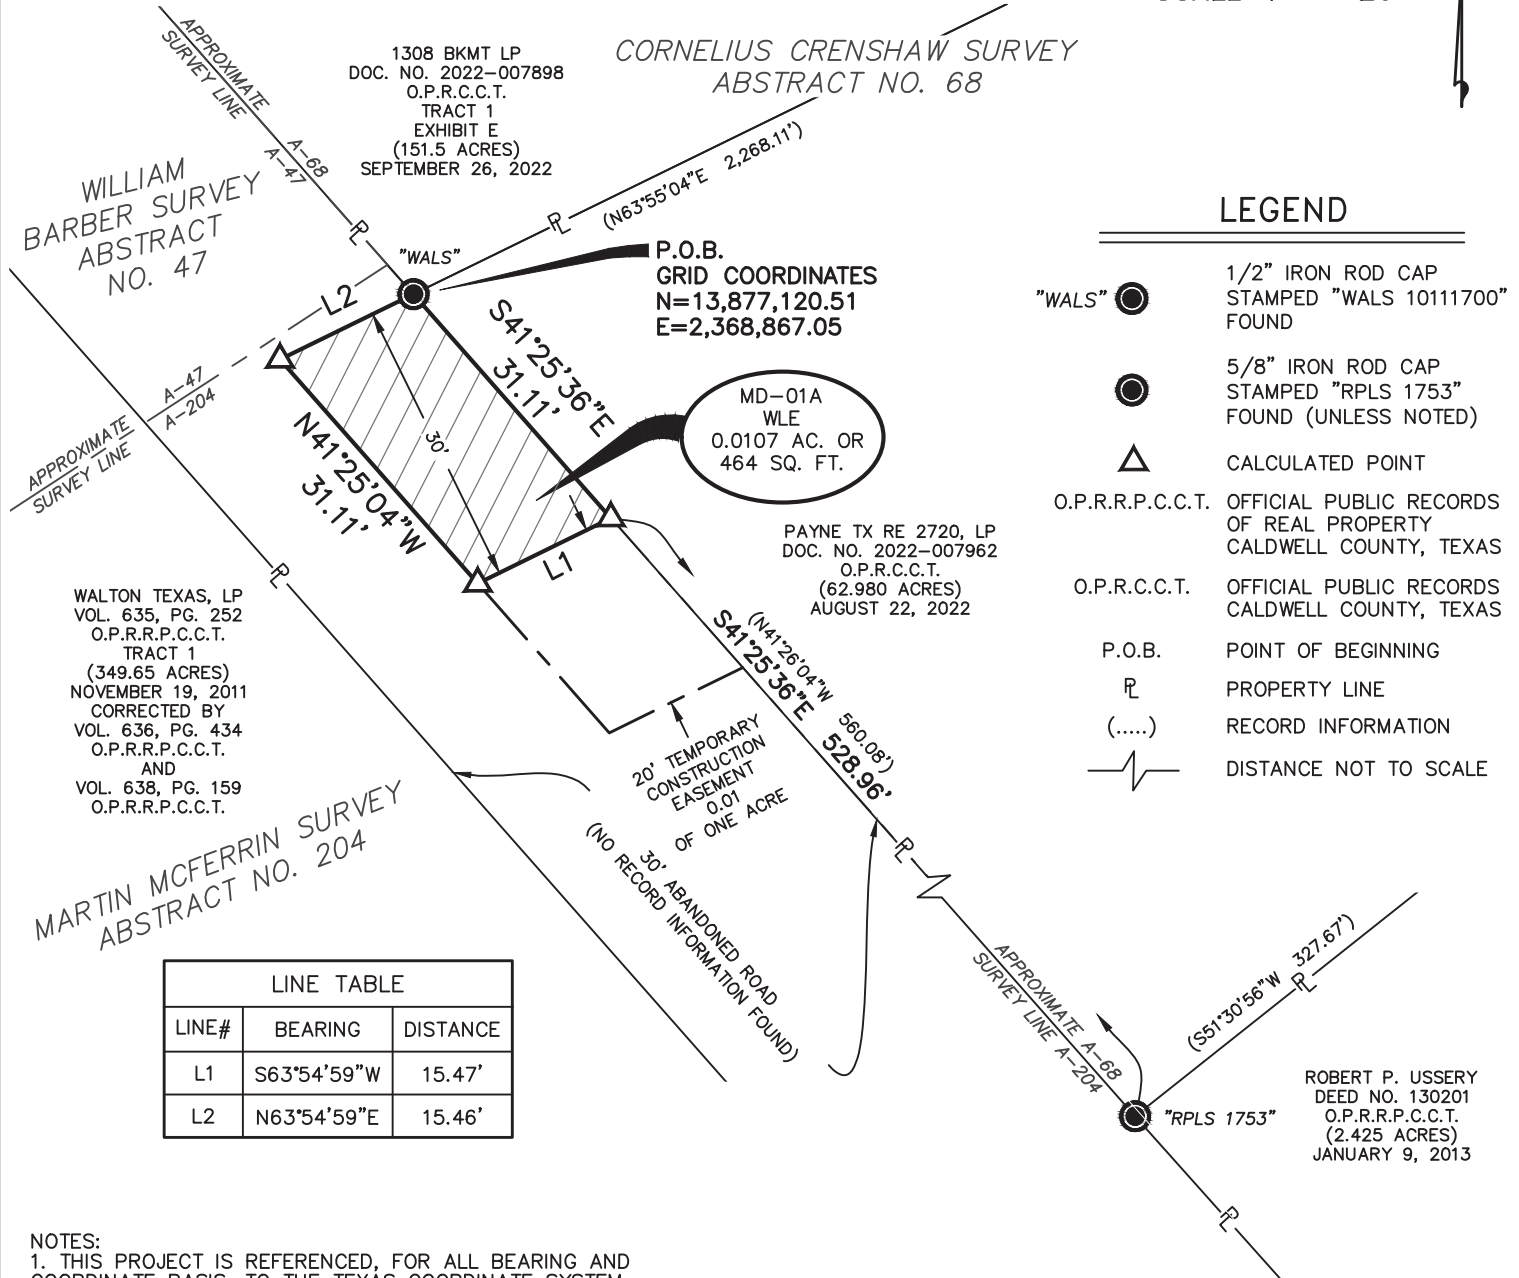 APPROXIMATE
SURVEY LINE
A-68
A-47
1308 BKMT LP
DOC. NO. 2022-007898
O.P.R.C.C.T.
TRACT 1
EXHIBIT E
(151.5 ACRES)
SEPTEMBER 26, 2022
CORNELIUS CRENSHAW SURVEY
ABSTRACT NO. 68
WILLIAM
BARBER SURVEY
ABSTRACT
NO. 47
(N63°55'04"E 2,268.11')
"WALS"
P.O.B.
GRID COORDINATES
N=13,877,120.51
E=2,368,867.05
L2
S41°25'36"E
31.11'
30'
N41°25'04"W
31.11'
L1
MD-01A
WLE
0.0107 AC. OR
464 SQ. FT.
A-47
A-204
APPROXIMATE
SURVEY LINE
PAYNE TX RE 2720, LP
DOC. NO. 2022-007962
O.P.R.C.C.T.
(62.980 ACRES)
AUGUST 22, 2022
WALTON TEXAS, LP
VOL. 635, PG. 252
O.P.R.R.P.C.C.T.
TRACT 1
(349.65 ACRES)
NOVEMBER 19, 2011
CORRECTED BY
VOL. 636, PG. 434
O.P.R.R.P.C.C.T.
AND
VOL. 638, PG. 159
O.P.R.R.P.C.C.T.
(N41°26'04"W 560.08')
S41°25'36"E 528.96'
20' TEMPORARY
CONSTRUCTION
EASEMENT
0.01
OF ONE ACRE
MARTIN MCFERRIN SURVEY
ABSTRACT NO. 204
30' ABANDONED ROAD
(NO RECORD INFORMATION FOUND)
APPROXIMATE A-68
SURVEY LINE A-204
(S51°30'56"W 327.67')
"RPLS 1753"
ROBERT P. USSERY
DEED NO. 130201
O.P.R.R.P.C.C.T.
(2.425 ACRES)
JANUARY 9, 2013
LEGEND
"WALS"
1/2" IRON ROD CAP
STAMPED "WALS 10111700"
FOUND
5/8" IRON ROD CAP
STAMPED "RPLS 1753"
FOUND (UNLESS NOTED)
CALCULATED POINT
O.P.R.R.P.C.C.T. OFFICIAL PUBLIC RECORDS
OF REAL PROPERTY
CALDWELL COUNTY, TEXAS
O.P.R.C.C.T. OFFICIAL PUBLIC RECORDS
CALDWELL COUNTY, TEXAS
P.O.B. POINT OF BEGINNING
PL PROPERTY LINE
(.....) RECORD INFORMATION
DISTANCE NOT TO SCALE
LINE TABLE
LINE# BEARING DISTANCE
L1 S63°54'59"W 15.47'
L2 N63°54'59"E 15.46'
NOTES:
1. THIS PROJECT IS REFERENCED, FOR ALL BEARING AND
COORDINATE BASIS, TO THE TEXAS COORDINATE SYSTEM